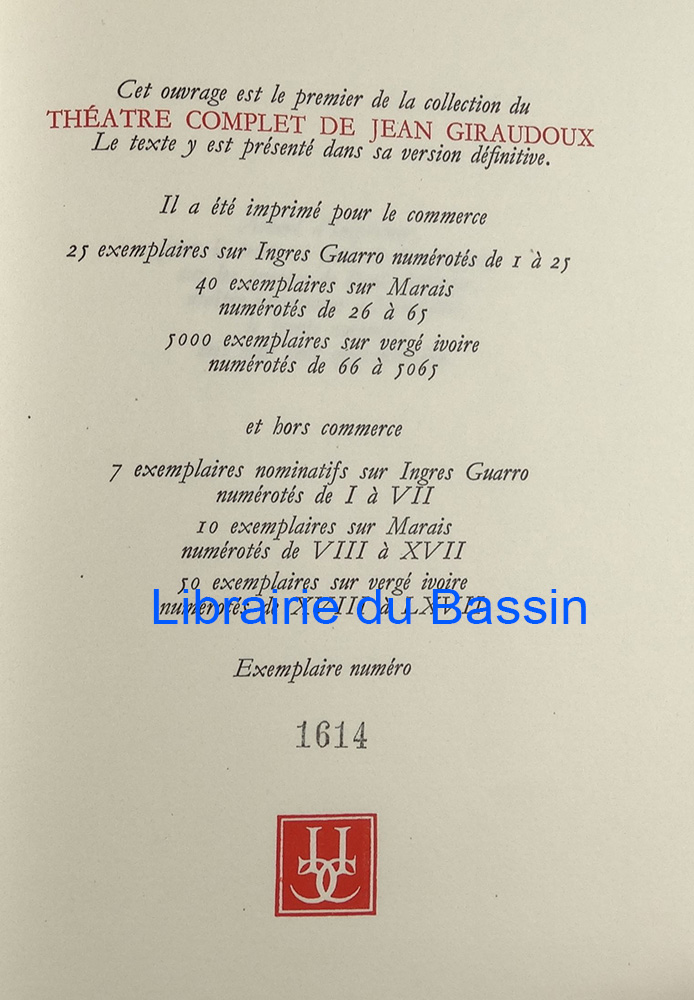 Cet ouvrage est le premier de la collection du
THÉATRE COMPLET DE JEAN GIRAUDOUX
Le texte y est présenté dans sa version définitive.
Il a été imprimé pour le commerce
25 exemplaires sur Ingres Guarro numérotés de 1 à 25
40 exemplaires sur Marais
numérotés de 26 à 65
5000 exemplaires sur vergé ivoire
numérotés de 66 à 5065
et hors commerce
7 exemplaires nominatifs sur Ingres Guarro
numérotés de I à VII
10 exemplaires sur Marais
numérotés de VIII à XVII
50 exemplaires sur vergé ivoire
numérotés de XVIII à LXVII
Librairie du Bassin
Exemplaire numéro
1614